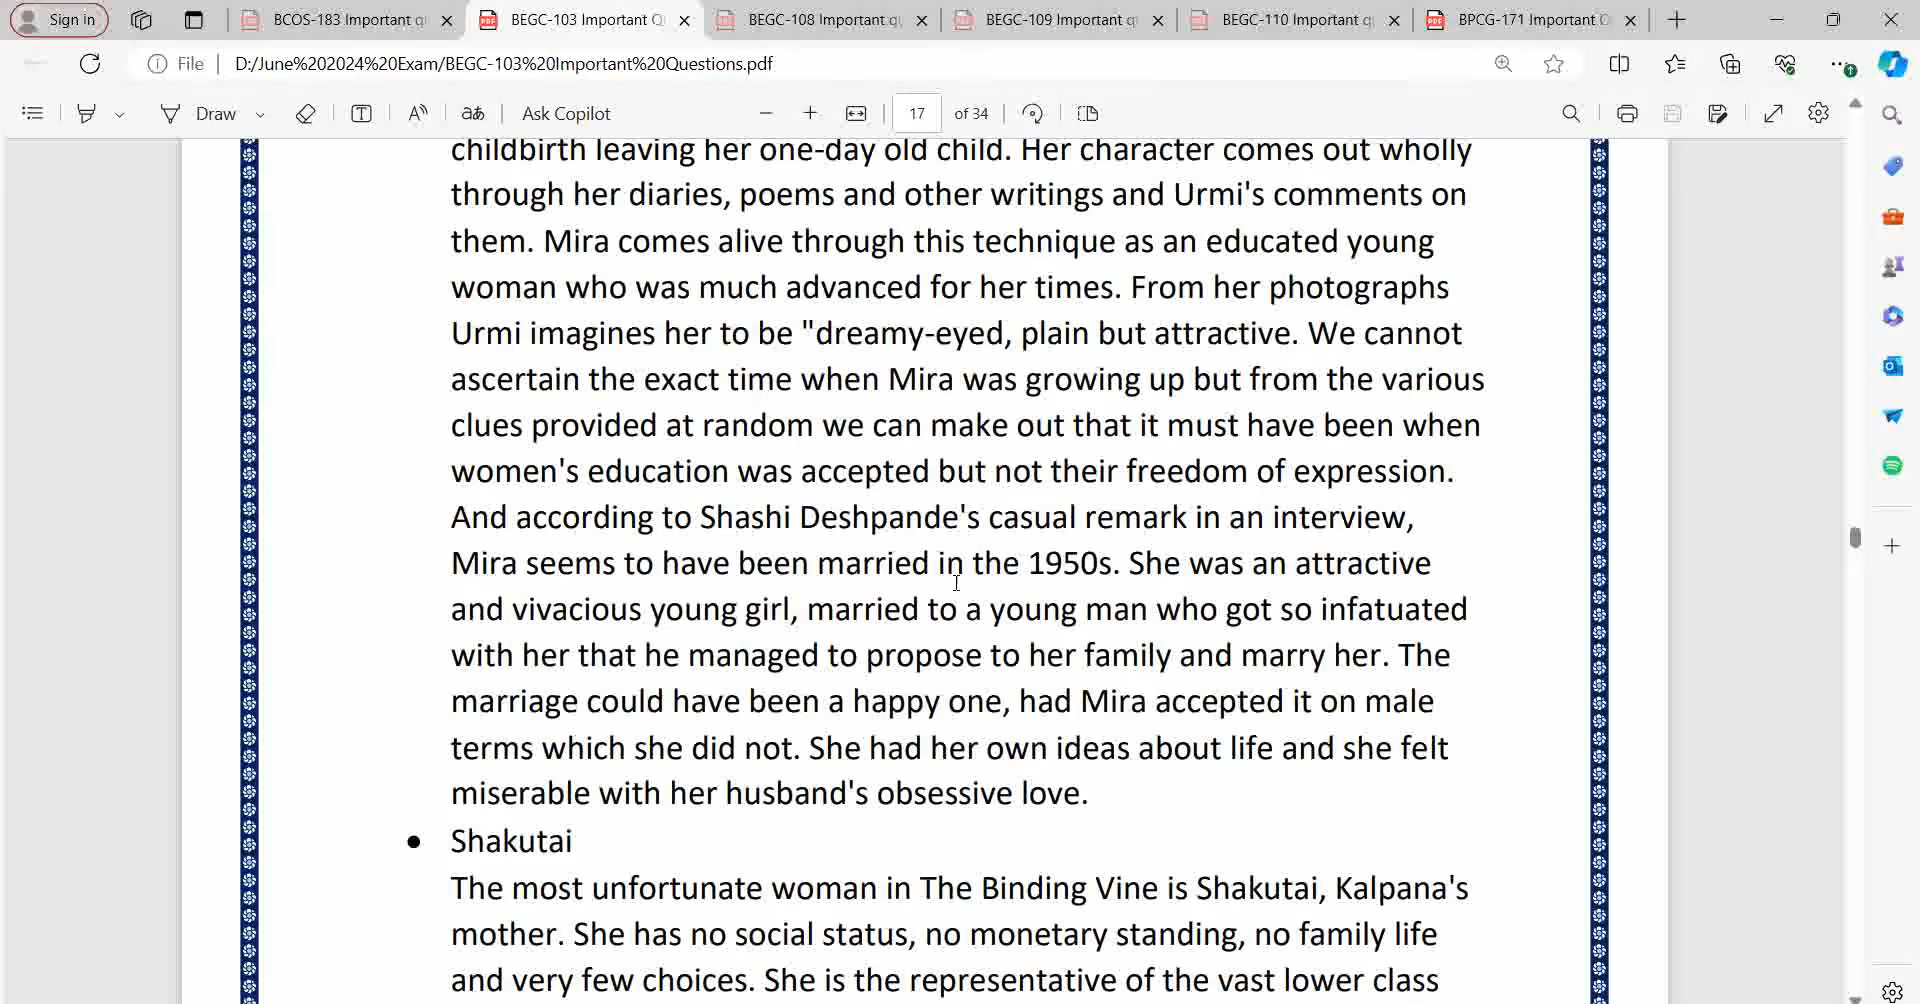 Sign in
BCOS-183 Important q
BEGC-103 Important Q
BEGC-108 Important q
BEGC-109 Important q
BEGC-110 Important q
BPCG-171 Important
File
D:/June%202024%20Exam/BEGC-103%20Important%20Questions.pdf
Draw
aあ
Ask Copilot
17
of 34
childbirth leaving her one-day old child. Her character comes out wholly
through her diaries, poems and other writings and Urmi's comments on
them. Mira comes alive through this technique as an educated young
woman who was much advanced for her times. From her photographs
Urmi imagines her to be "dreamy-eyed, plain but attractive. We cannot
ascertain the exact time when Mira was growing up but from the various
clues provided at random we can make out that it must have been when
women's education was accepted but not their freedom of expression.
And according to Shashi Deshpande's casual remark in an interview,
Mira seems to have been married in the 1950s. She was an attractive
and vivacious young girl, married to a young man who got so infatuated
with her that he managed to propose to her family and marry her. The
marriage could have been a happy one, had Mira accepted it on male
terms which she did not. She had her own ideas about life and she felt
miserable with her husband's obsessive love.
● Shakutai
The most unfortunate woman in The Binding Vine is Shakutai, Kalpana's
mother. She has no social status, no monetary standing, no family life
and very few choices. She is the representative of the vast lower class